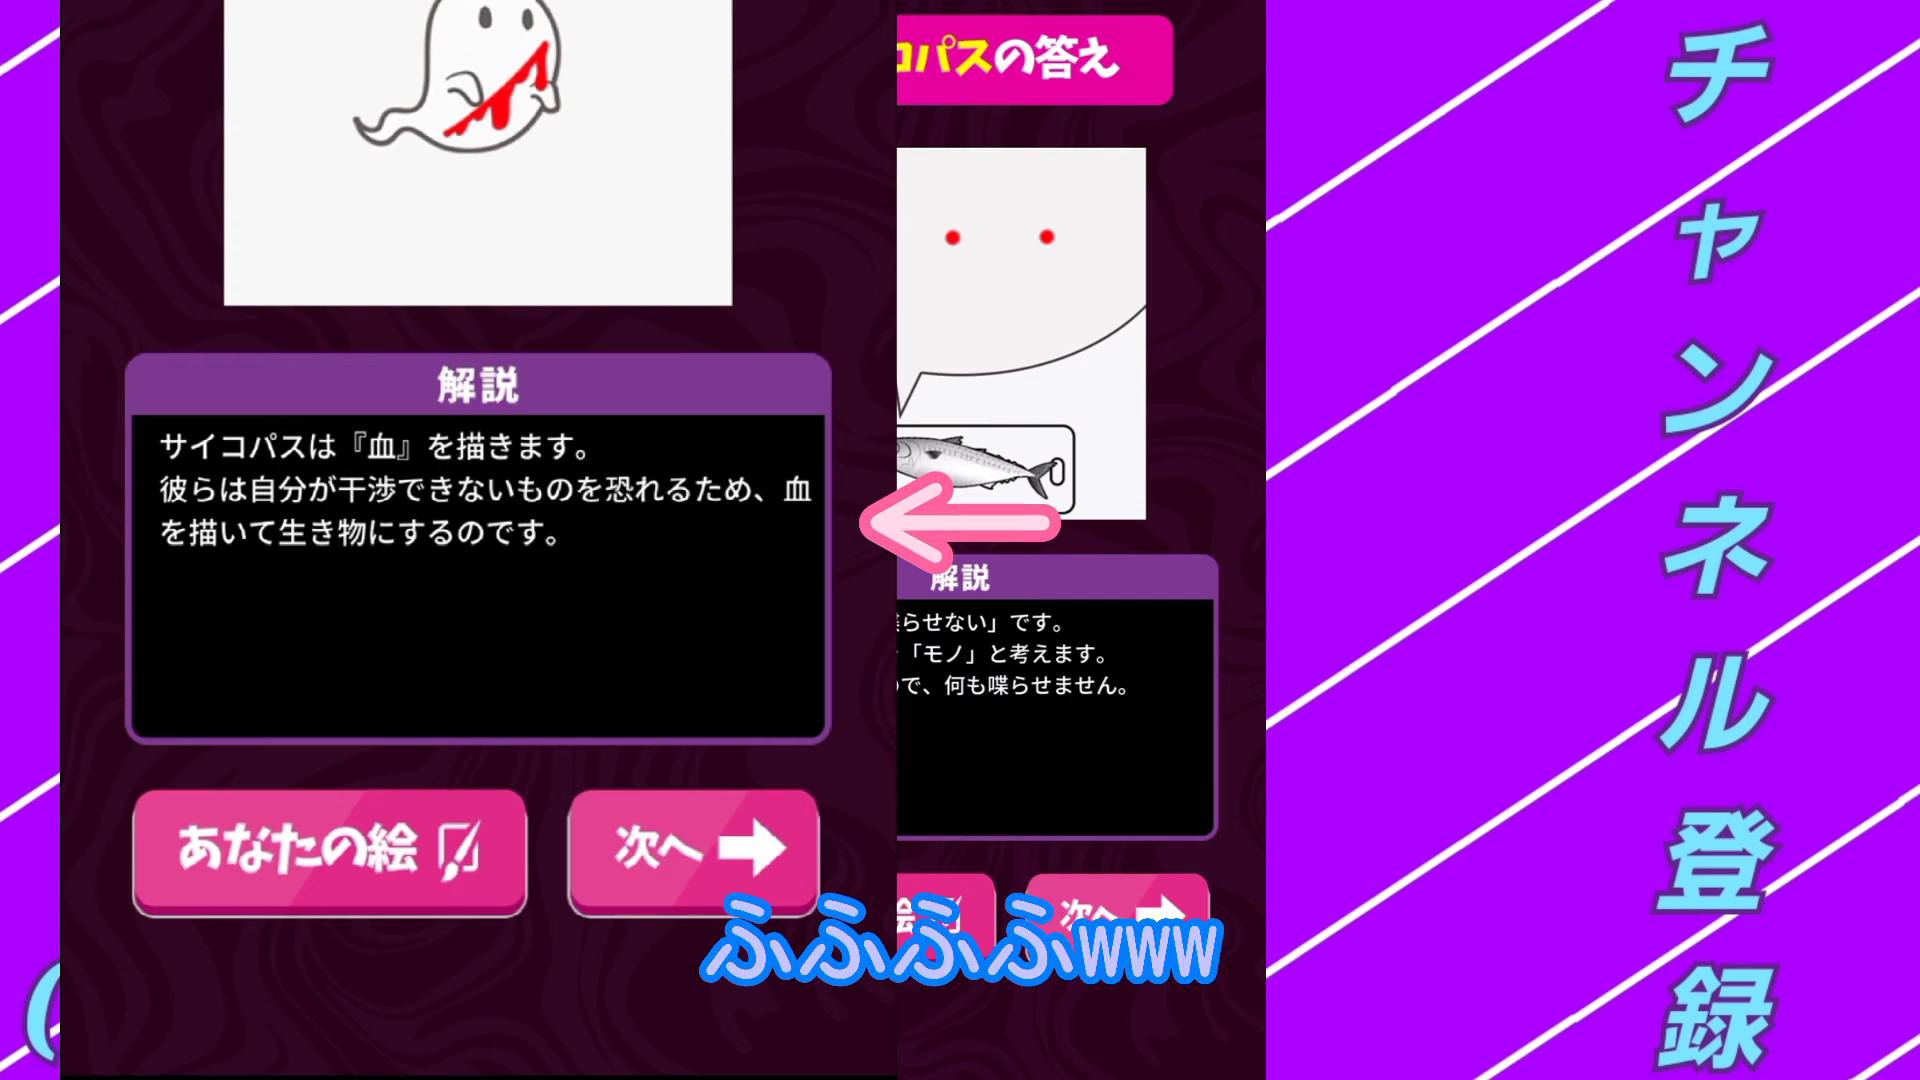 解説
サイコパスは『血』を描きます。
彼らは自分が干渉できないものを恐れるため、血
を描いて生き物にするのです。
あなたの絵
次へ
コパスの答え
解説
らせない」です。
「モノ」と考えます。
で、何も喋らせません。
絵
次へ
ふふふふwww
チャンネル登録